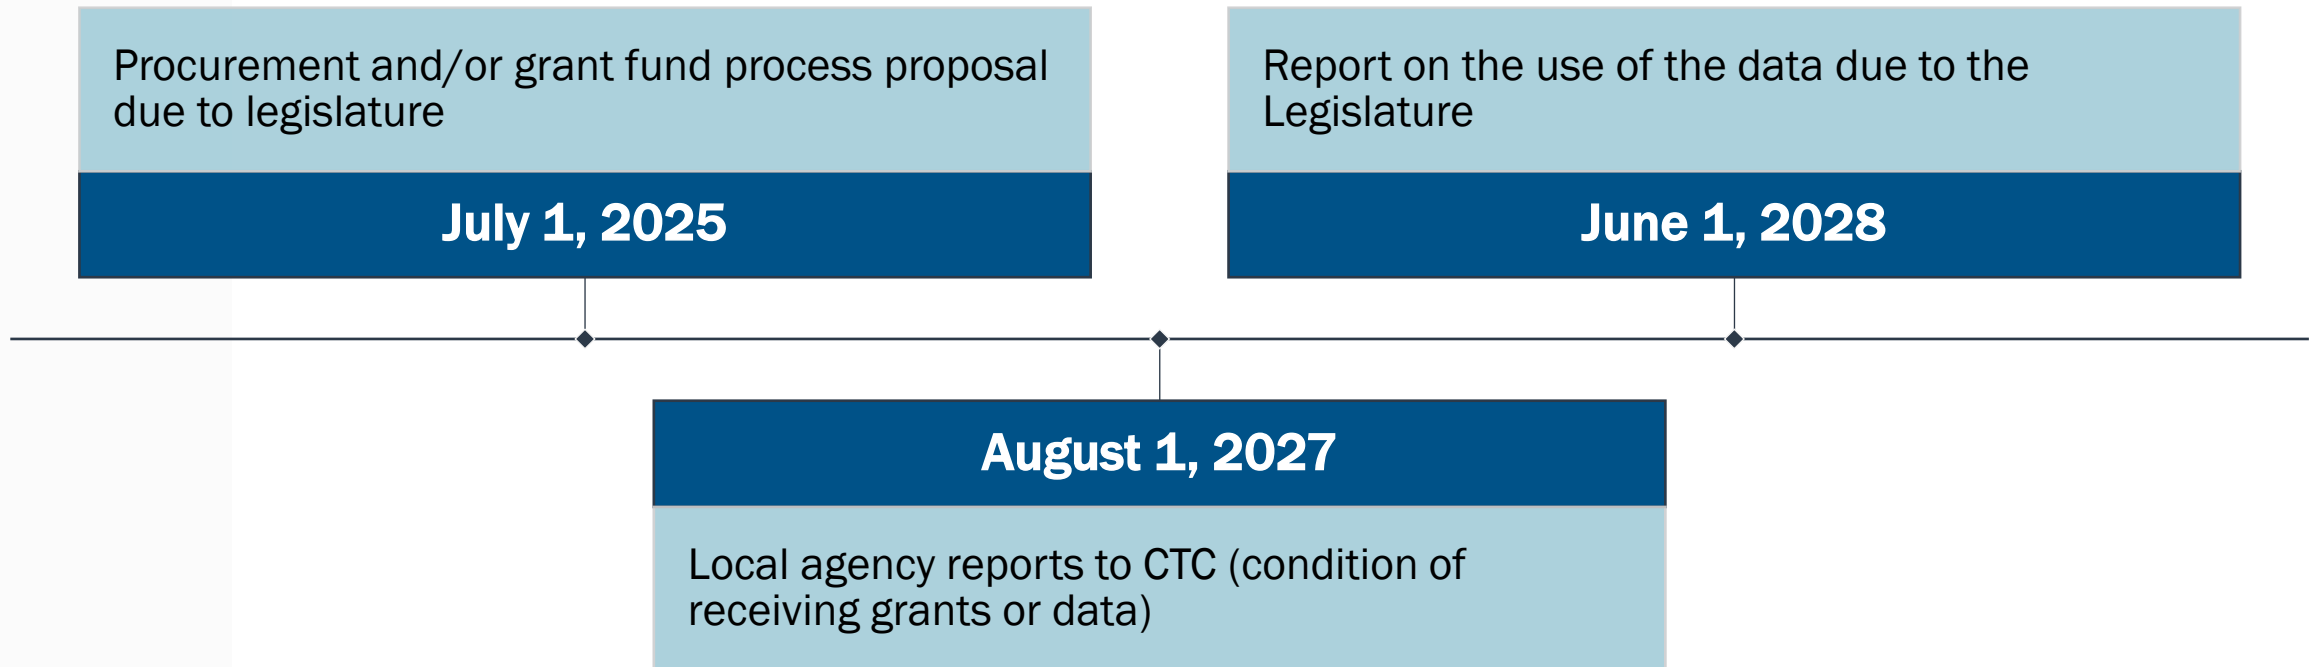 Procurement and/or grant fund process proposal
due to legislature
July 1, 2025
Report on the use of the data due to the
Legislature
June 1, 2028
August 1, 2027
Local agency reports to CTC (condition of
receiving grants or data)